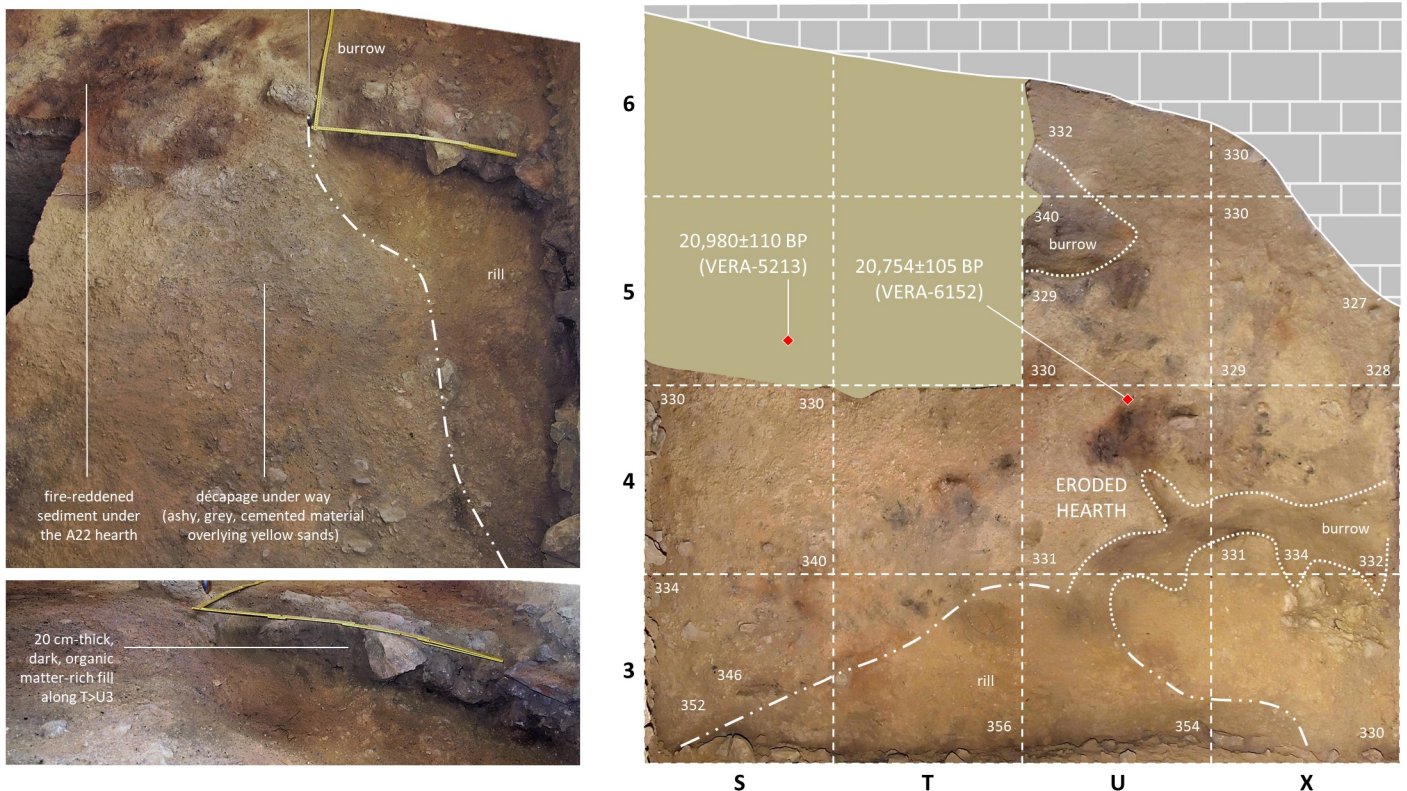 burrow
rill
fire-reddened
sediment under
the A22 hearth
décapage under way
(ashy, grey, cemented material
overlying yellow sands)
20 cm-thick,
dark, organic
matter-rich fill
along T>U3
6
332
330
340
330
burrow
20,980±110 BP
(VERA-5213)
20,754±105 BP
(VERA-6152)
5
329
327
330
329
328
330
330
4
ERODED
HEARTH
burrow
340
331
331
334
332
334
3
346
rill
352
356
354
330
S
T
U
X